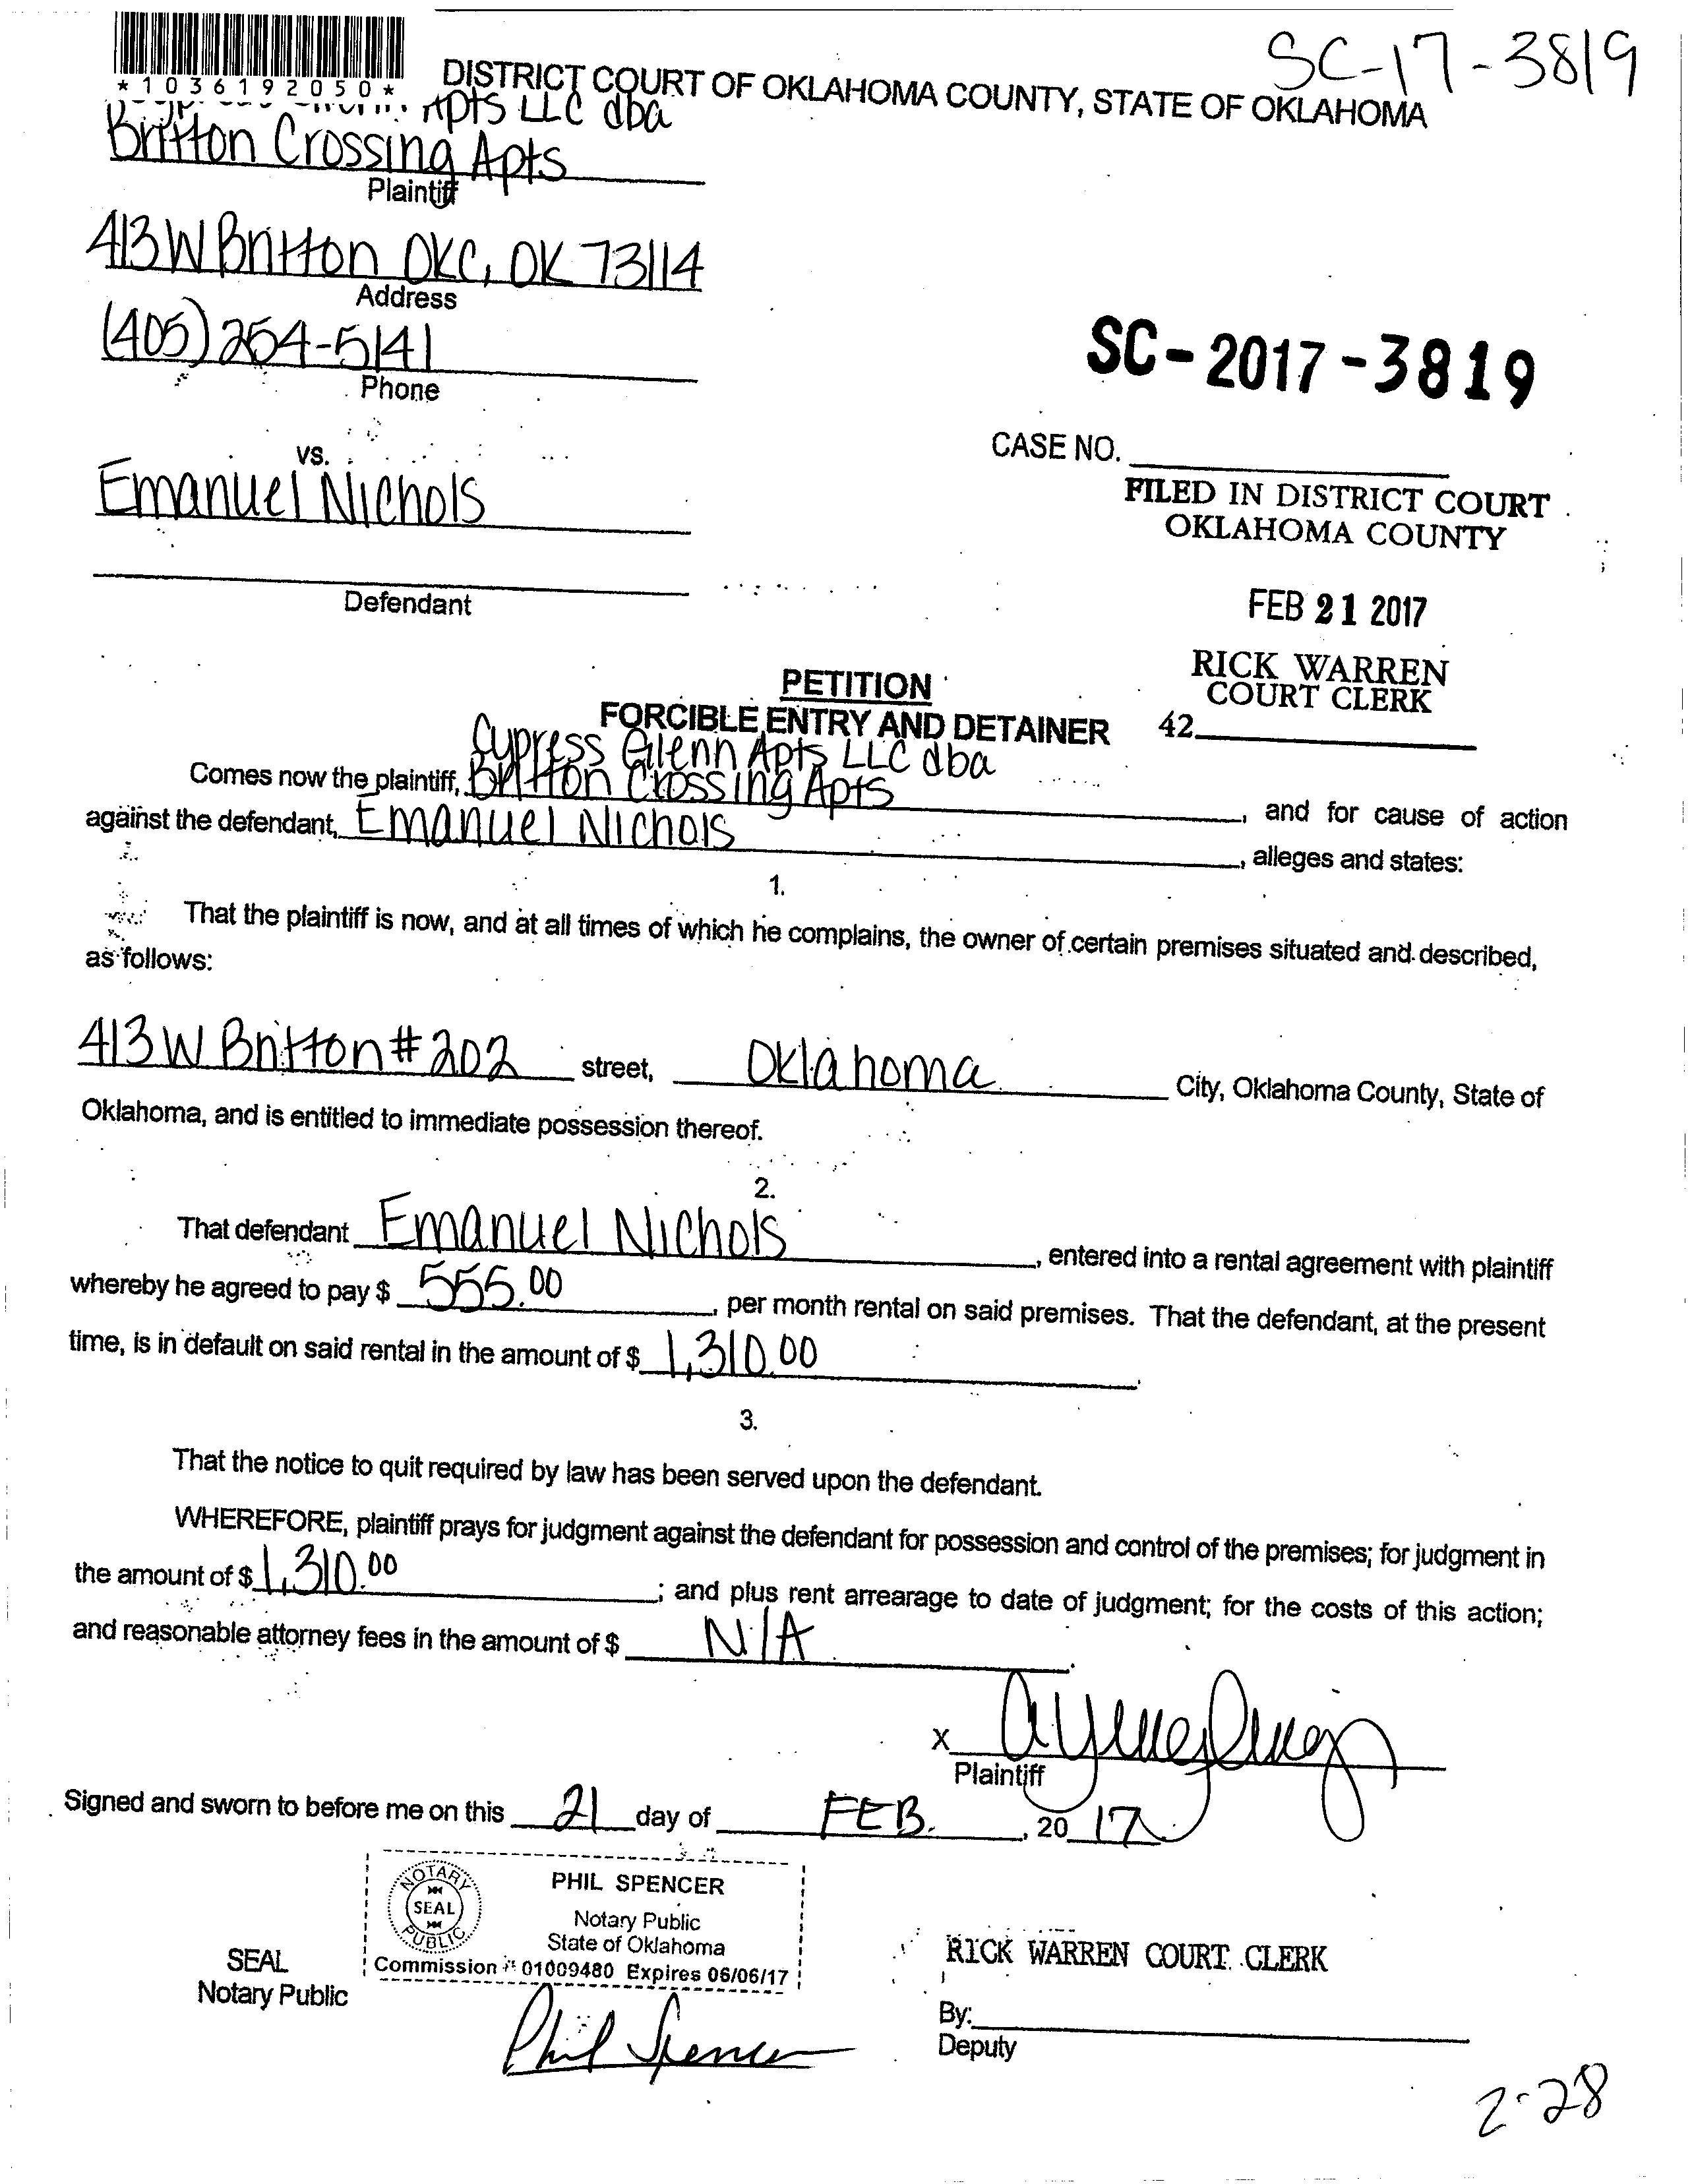 SC-17-3819
*1036192050*
DISTRICT COURT OF OKLAHOMA COUNTY, STATE OF OKLAHOMA
Apts LLC dba
Britton Crossing Apts
Plaintiff
413 W Britton OKC, OK 73114
Address
(405) 254-5141
Phone
SC-2017-3819
vs.
CASE NO.
Emanuel Nichols
FILED IN DISTRICT COURT
OKLAHOMA COUNTY
Defendant
FEB 21 2017
RICK WARREN
COURT CLERK
42
PETITION
FORCIBLE ENTRY AND DETAINER
Cypress Glenn Apts LLC dba
Comes now the plaintiff, Britton Crossing Apts, and for cause of action
against the defendant, Emanuel Nichols, alleges and states:
1.
That the plaintiff is now, and at all times of which he complains, the owner of certain premises situated and described,
as follows:
413 W Britton #202 street, Oklahoma City, Oklahoma County, State of
Oklahoma, and is entitled to immediate possession thereof.
2.
That defendant Emanuel Nichols, entered into a rental agreement with plaintiff
whereby he agreed to pay $ 555.00, per month rental on said premises. That the defendant, at the present
time, is in default on said rental in the amount of $ 1,310.00.
3.
That the notice to quit required by law has been served upon the defendant.
WHEREFORE, plaintiff prays for judgment against the defendant for possession and control of the premises; for judgment in
the amount of $ 1,310.00; and plus rent arrearage to date of judgment; for the costs of this action;
and reasonable attorney fees in the amount of $ N/A.
X
Plaintiff
Signed and sworn to before me on this 21 day of FEB., 20 17
NOTARY PUBLIC SEAL
PHIL SPENCER
Notary Public
State of Oklahoma
Commission # 01009480 Expires 06/06/17
SEAL
Notary Public
Phil Spencer
RICK WARREN COURT CLERK
By:
Deputy
2-28